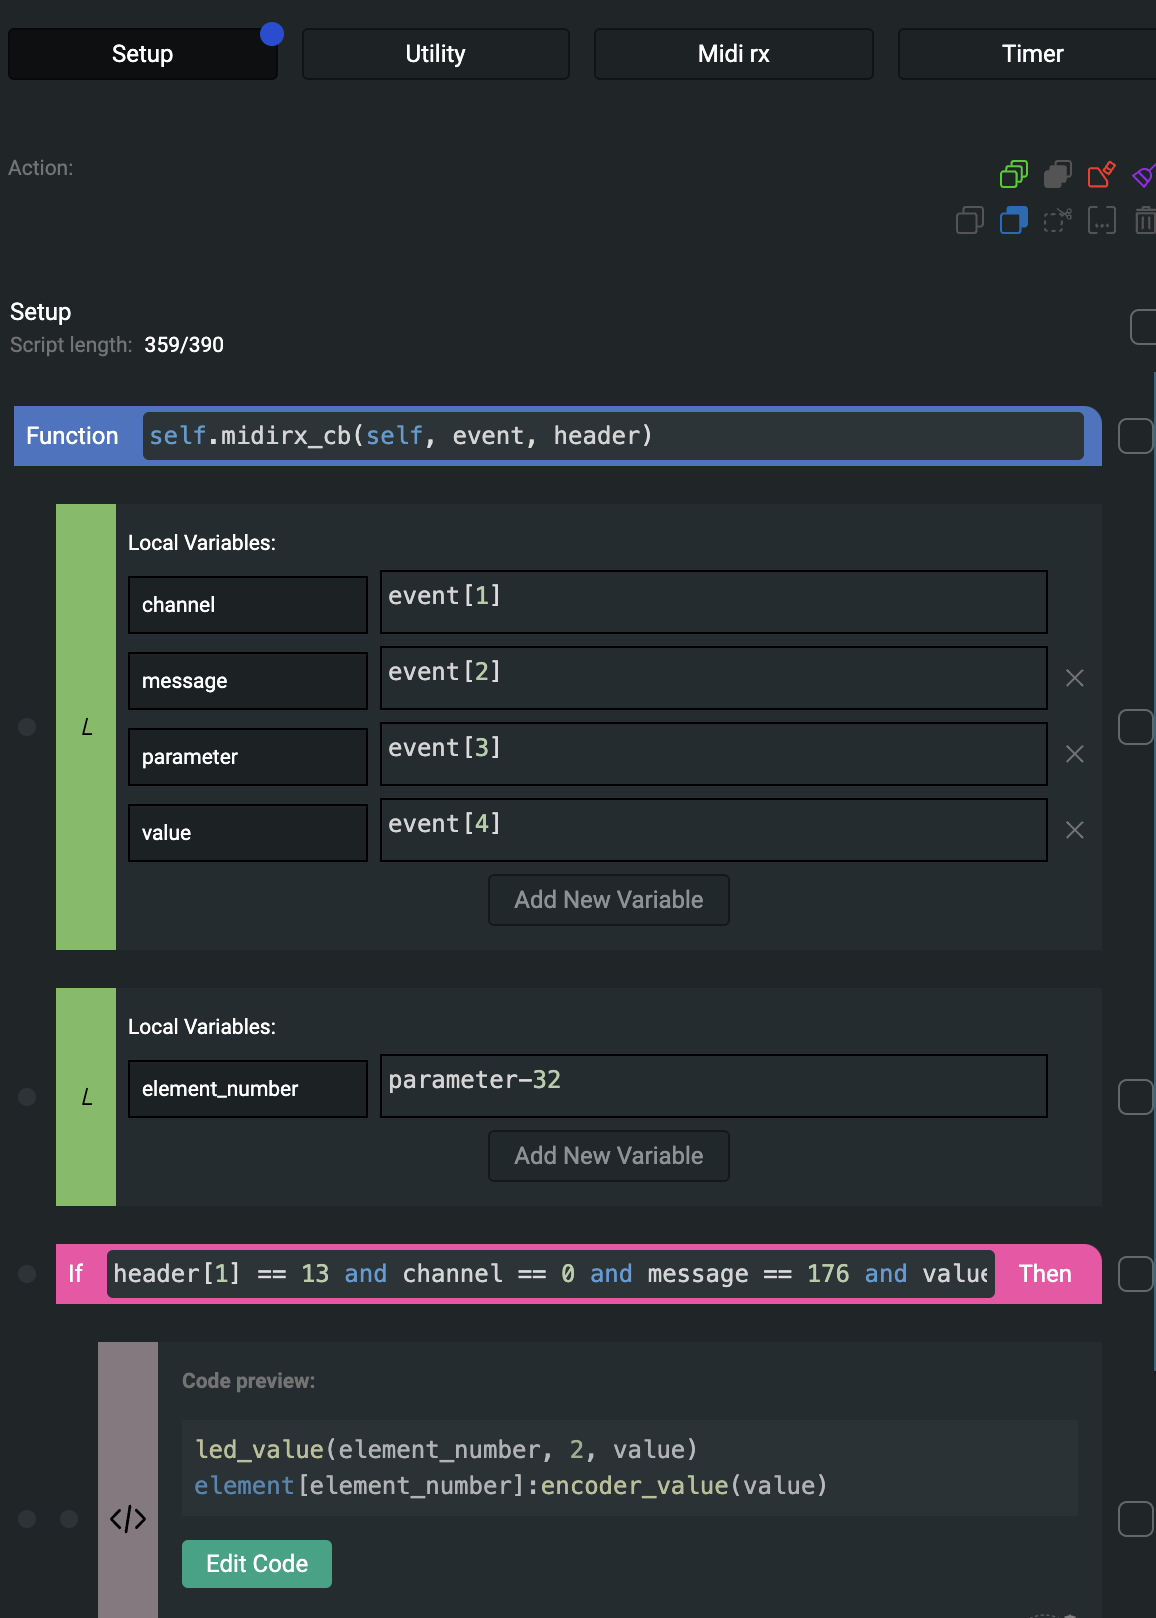 Setup
Utility
Midi rx
Timer
Action:
Setup
Script length: 359/390
Function self.midirx_cb(self, event, header)
Local Variables:
channel event[1]
message event[2]
parameter event[3]
value event[4]
Add New Variable
L
Local Variables:
element_number parameter-32
Add New Variable
L
If header[1] == 13 and channel == 0 and message == 176 and value Then
Code preview:
led_value(element_number, 2, value)
element[element_number]:encoder_value(value)
</>
Edit Code